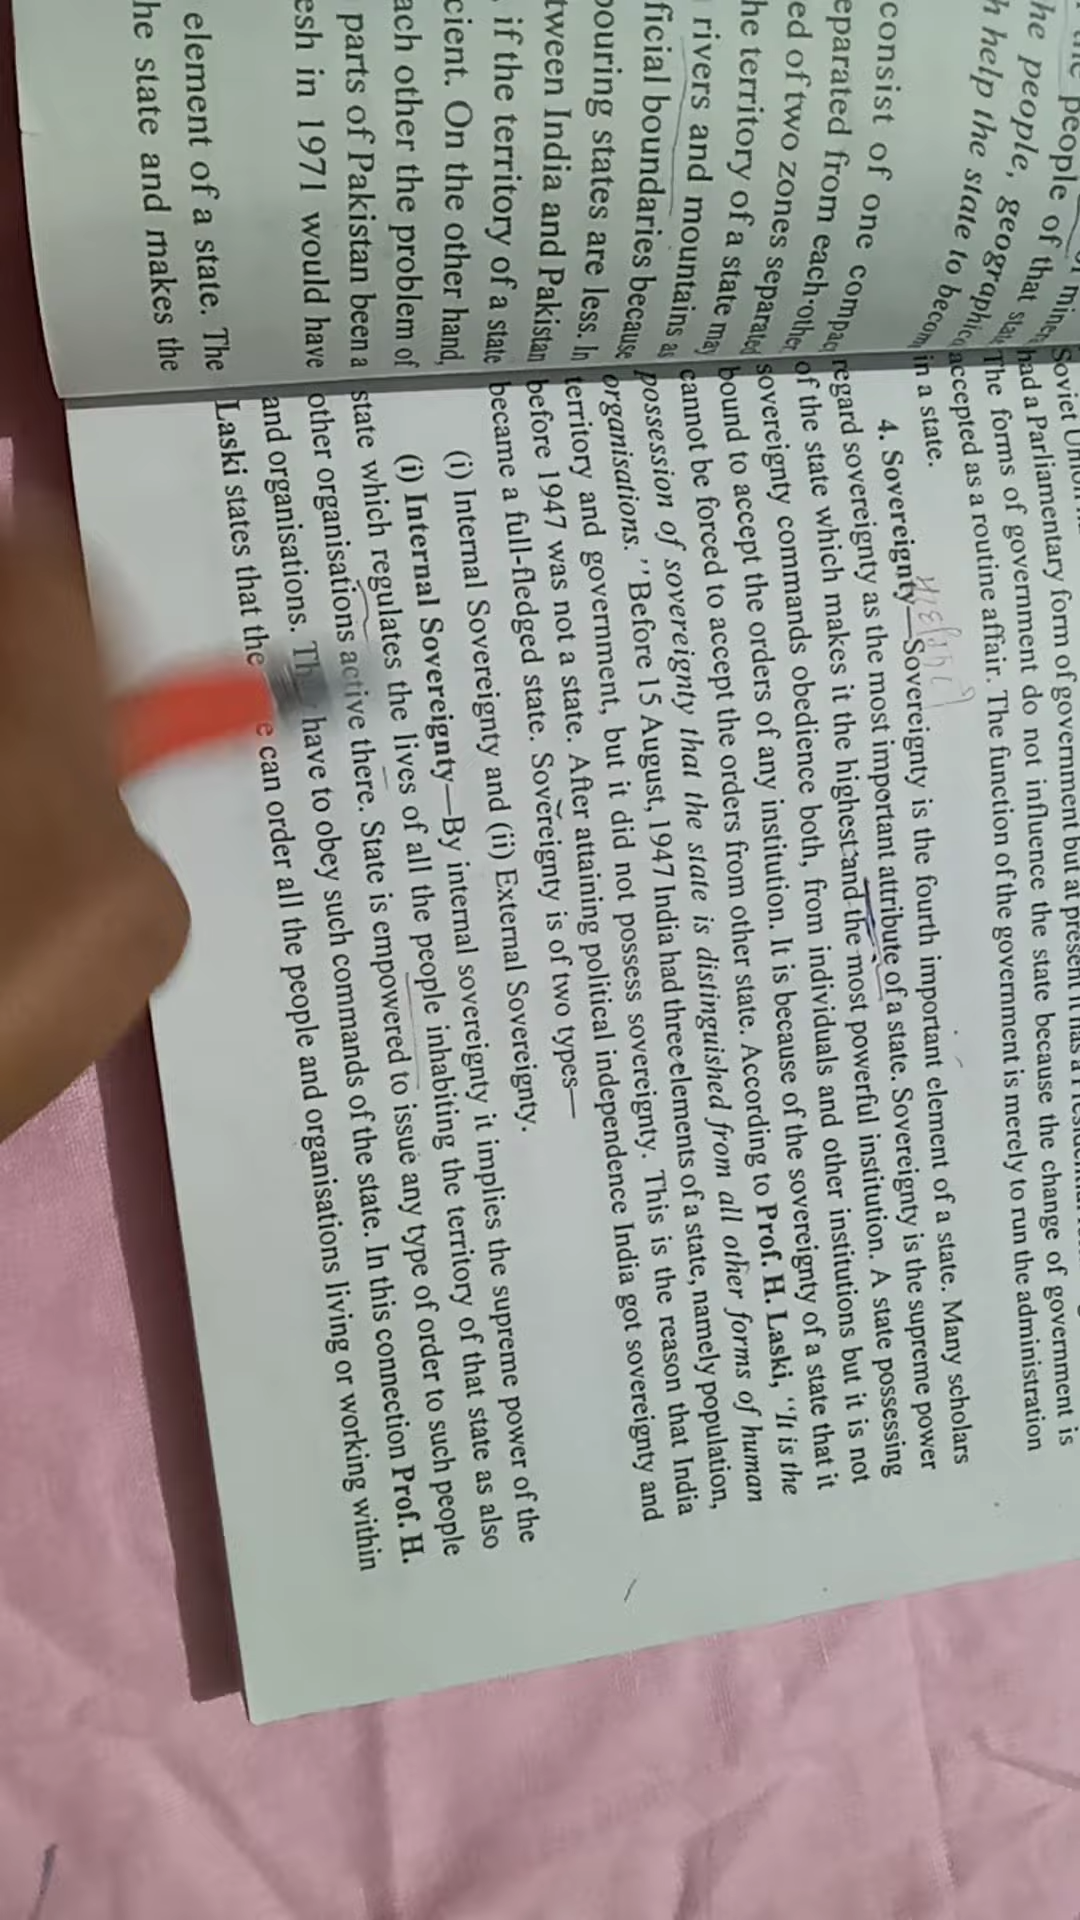 people of
the people, geographic
h help the state to becom
consist of one compac
eparated from each other
ed of two zones separated
he territory of a state may
rivers and mountains as
ficial boundaries because
bouring states are less. In
tween India and Pakistan
, if the territory of a state
cient. On the other hand,
ach other the problem of
parts of Pakistan been a
esh in 1971 would have
element of a state. The
he state and makes the
had a Parliamentary form of government but at present it has a
The forms of government do not influence the state because the change of government is
accepted as a routine affair. The function of the government is merely to run the administration
in a state.
4. Sovereignty—Sovereignty is the fourth important element of a state. Many scholars
regard sovereignty as the most important attribute of a state. Sovereignty is the supreme power
of the state which makes it the highest and the most powerful institution. A state possessing
sovereignty commands obedience both, from individuals and other institutions but it is not
bound to accept the orders of any institution. It is because of the sovereignty of a state that it
cannot be forced to accept the orders from other state. According to Prof. H. Laski, “It is the
possession of sovereignty that the state is distinguished from all other forms of human
organisations.” Before 15 August, 1947 India had three elements of a state, namely population,
territory and government, but it did not possess sovereignty. This is the reason that India
before 1947 was not a state. After attaining political independence India got sovereignty and
became a full-fledged state. Sovereignty is of two types—
(i) Internal Sovereignty and (ii) External Sovereignty.
(i) Internal Sovereignty—By internal sovereignty it implies the supreme power of the
state which regulates the lives of all the people inhabiting the territory of that state as also
other organisations active there. State is empowered to issue any type of order to such people
and organisations. have to obey such commands of the state. In this connection Prof. H.
Laski states that the can order all the people and organisations living or working within